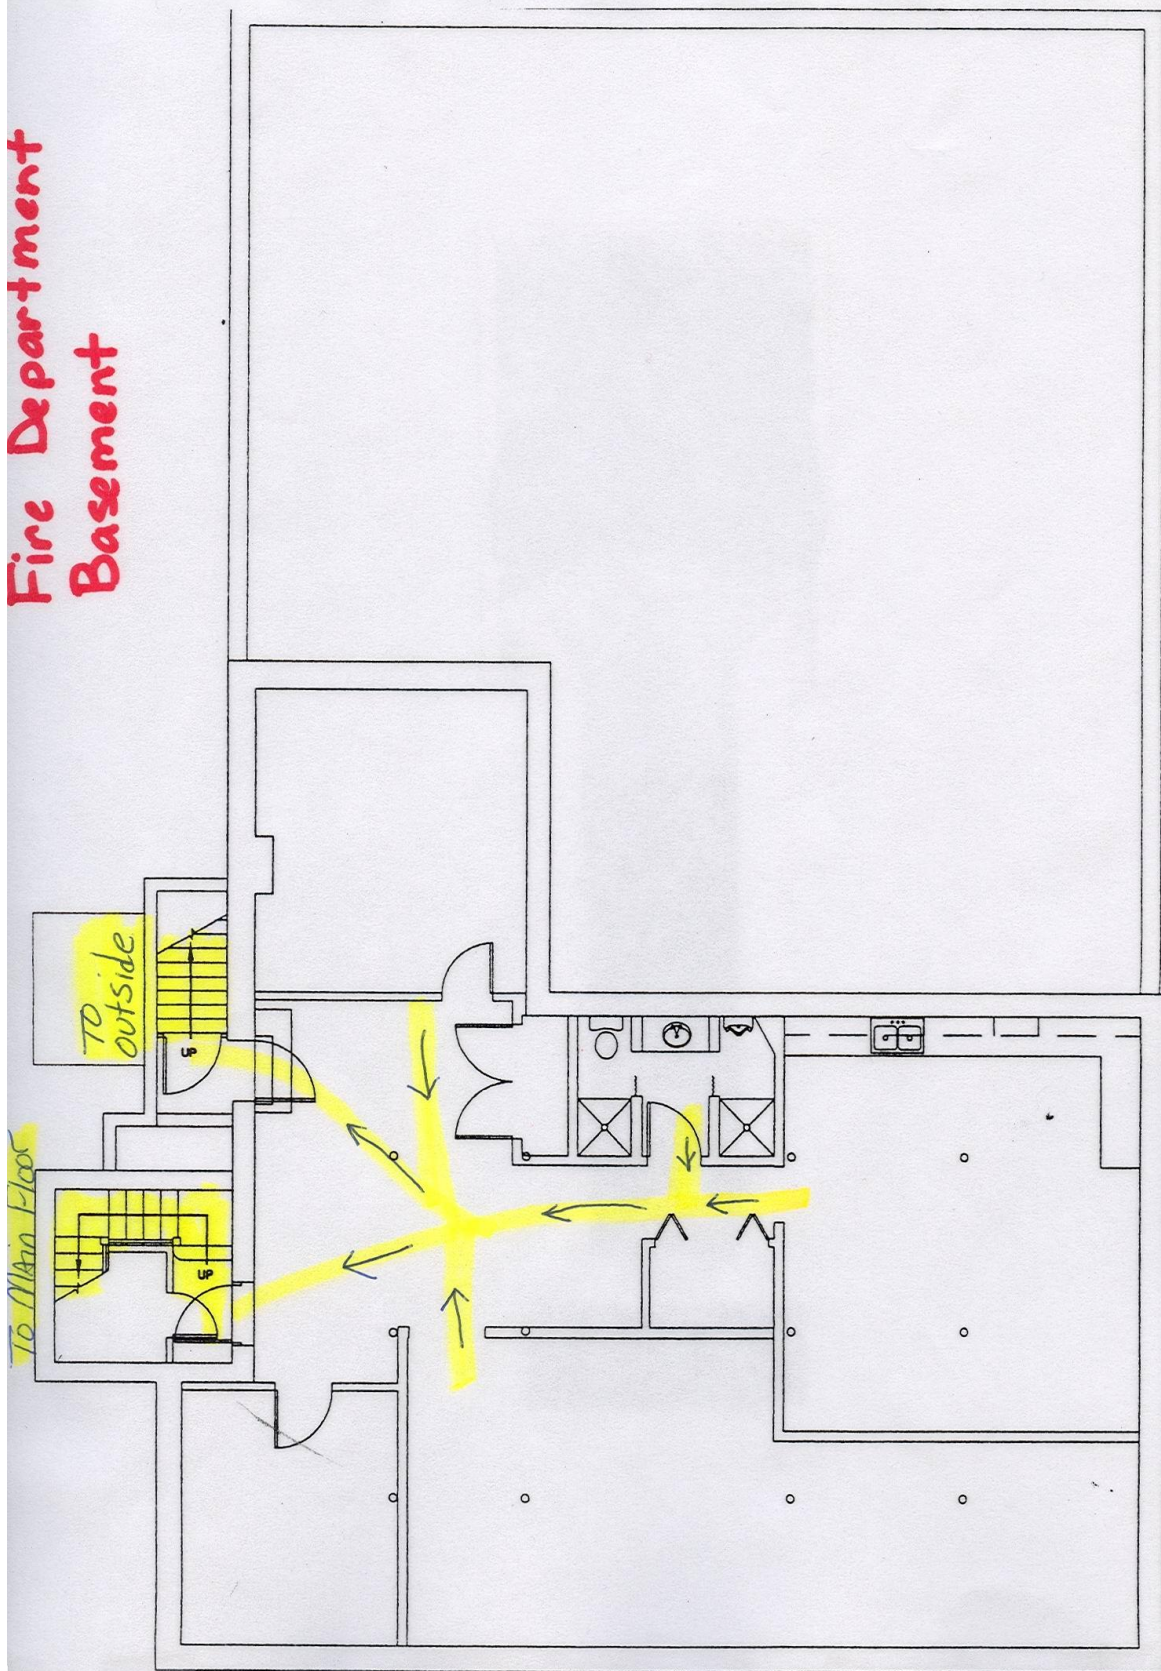 Fire Department
Basement
TO
outside
UP
To Main Floor
UP